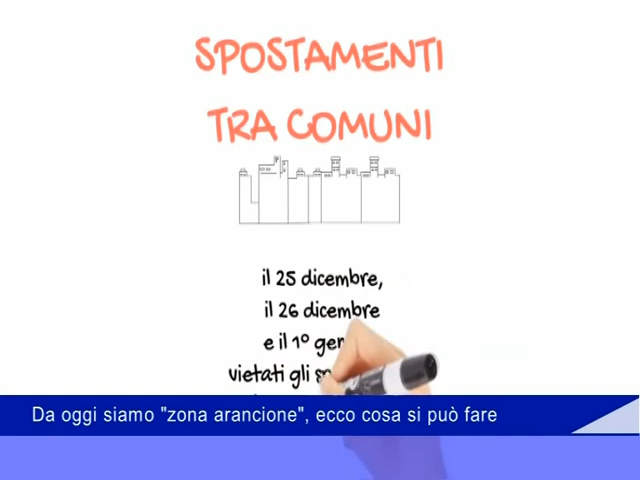 SPOSTAMENTI
TRA COMUNI
il 25 dicembre,
il 26 dicembre
e il 1º
vietati gli
Da oggi siamo "zona arancione", ecco cosa si può fare